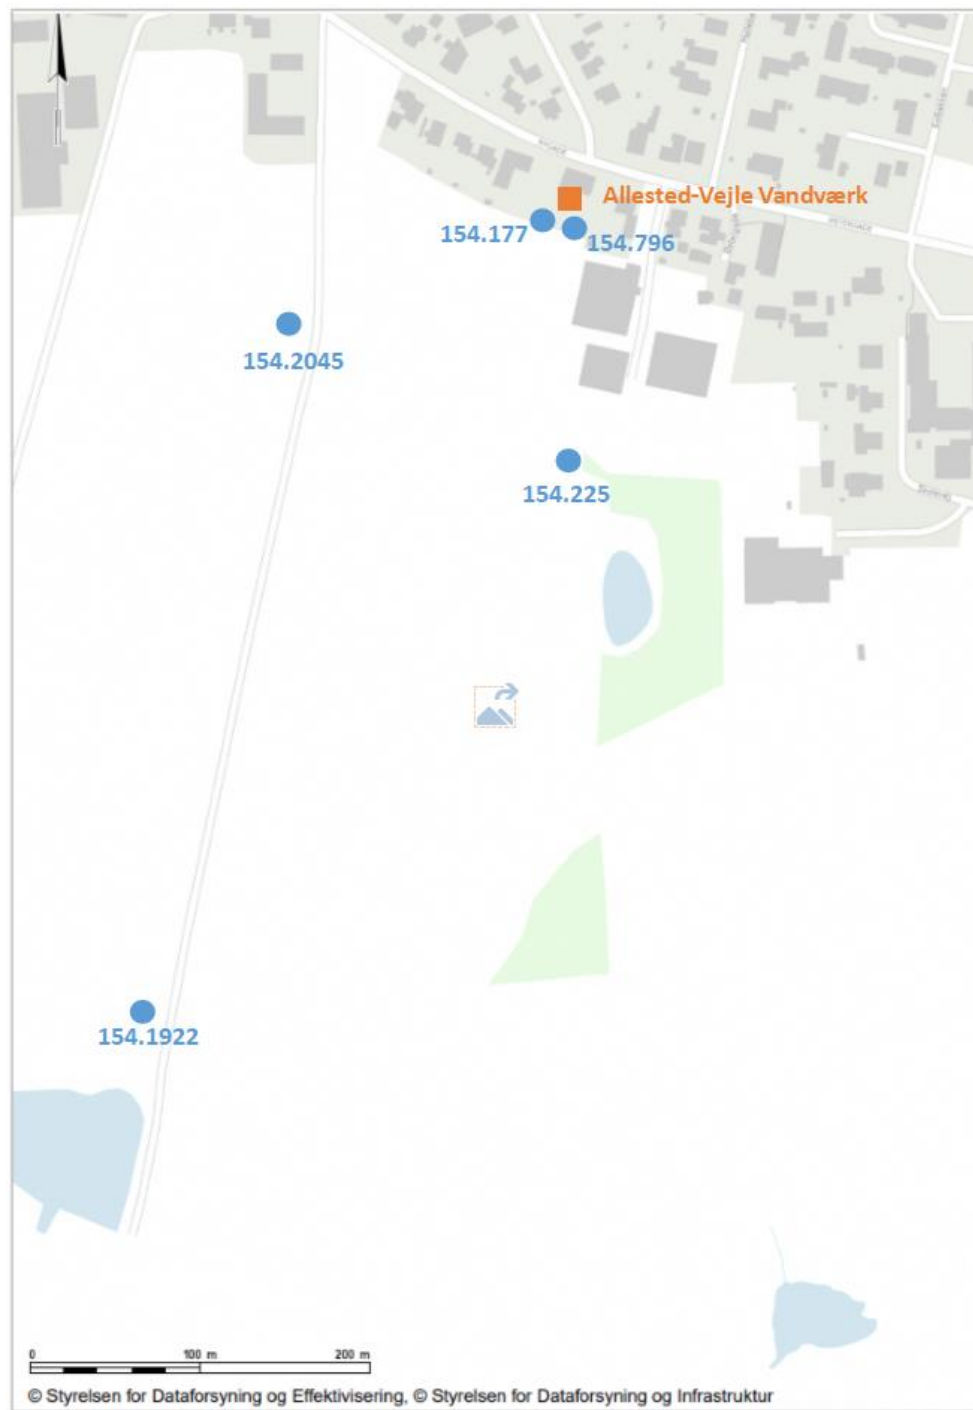 Allested-Vejle Vandværk
154.177
154.796
154.2045
154.225
154.1922
0 100 m 200 m
© Styrelsen for Dataforsyning og Effektivisering, © Styrelsen for Dataforsyning og Infrastruktur